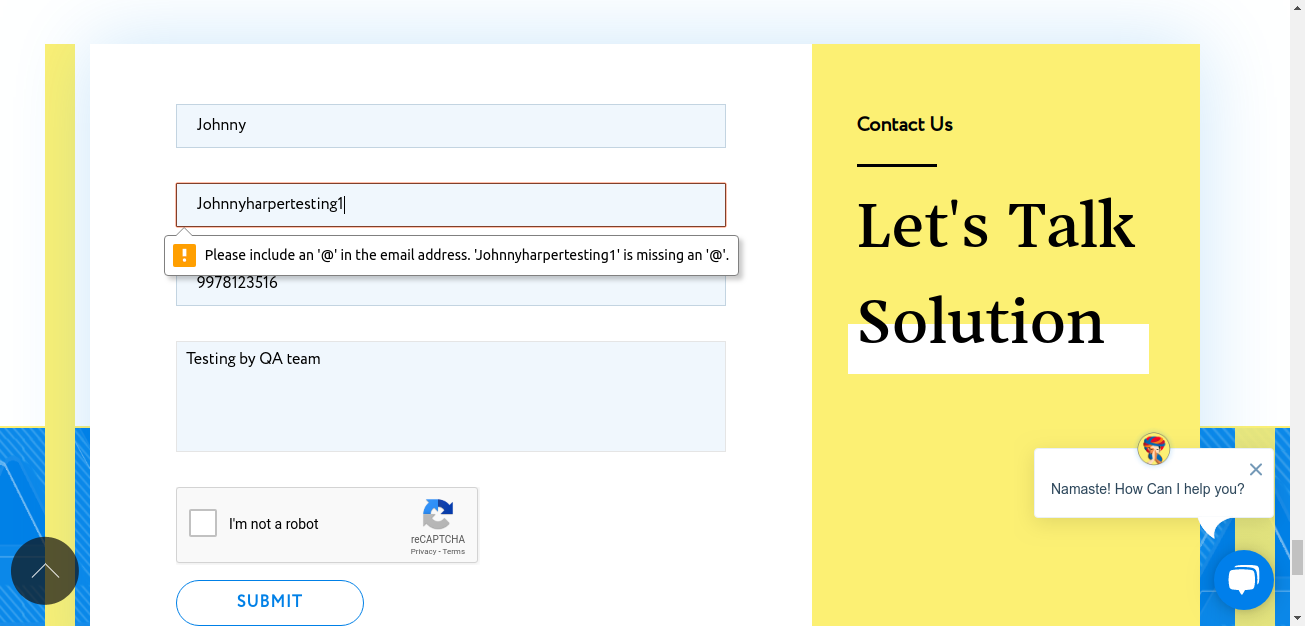 Johnny
Johnnyharpertesting1
Please include an '@' in the email address. 'Johnnyharpertesting1' is missing an '@'.
9978123516
Testing by QA team
I'm not a robot
reCAPTCHA
Privacy - Terms
SUBMIT
Contact Us
Let's Talk
Solution
Namaste! How Can I help you?